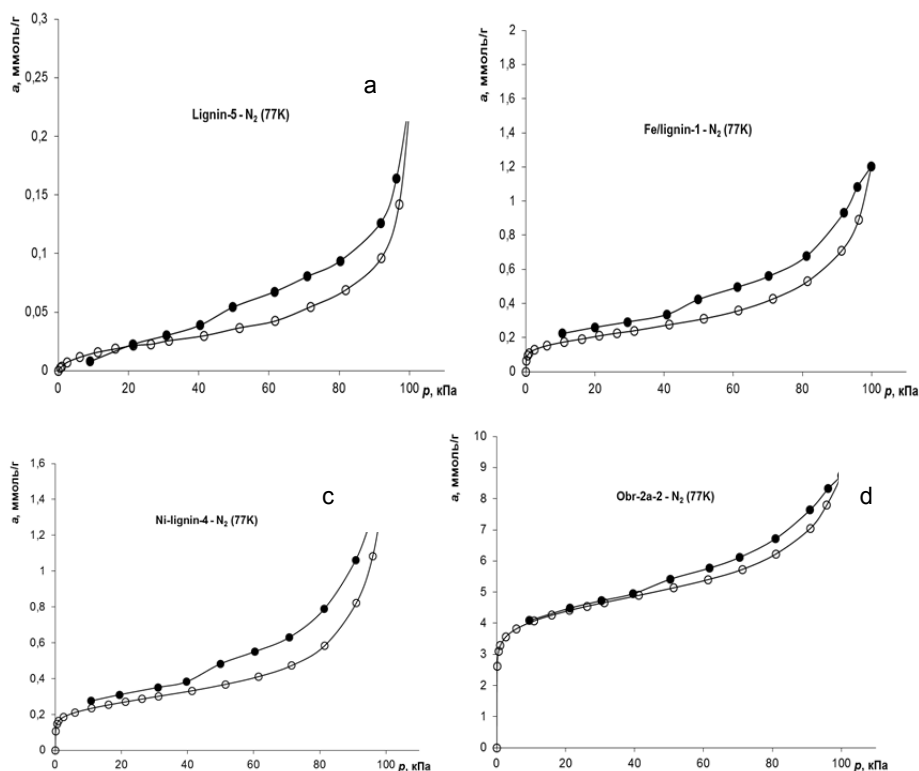 a, ммоль/г
0,3
0,25
0,2
0,15
0,1
0,05
0
a
Lignin-5 - N₂ (77K)
0 20 40 60 80 100
p, кПа
a, ммоль/г
2
1,8
1,6
1,4
1,2
1
0,8
0,6
0,4
0,2
0
Fe/lignin-1 - N₂ (77K)
0 20 40 60 80 100
p, кПа
a, ммоль/г
1,6
1,4
1,2
1
0,8
0,6
0,4
0,2
0
c
Ni-lignin-4 - N₂ (77K)
0 20 40 60 80 100
p, кПа
a, ммоль/г
10
9
8
7
6
5
4
3
2
1
0
Obr-2a-2 - N₂ (77K)
d
0 20 40 60 80 100
p, кПа